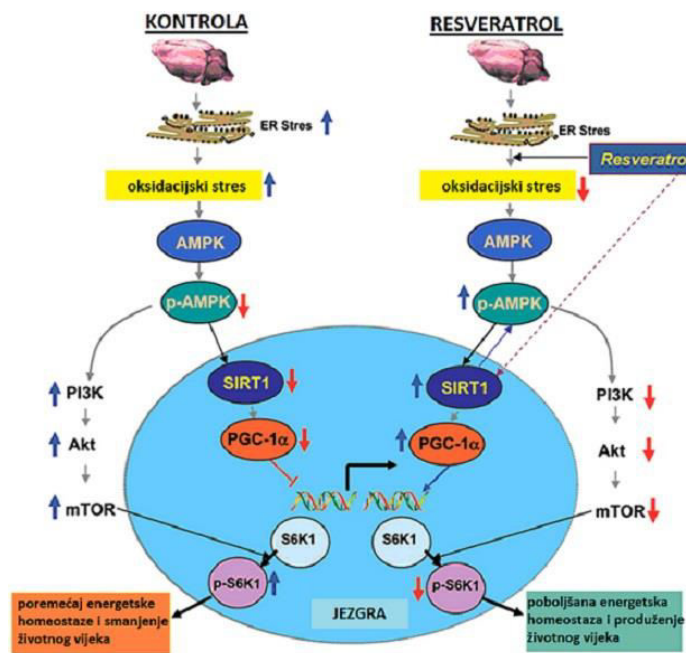 KONTROLA
ER Stres
oksidacijski stres
AMPK
p-AMPK
PI3K
Akt
mTOR
SIRT1
PGC-1α
S6K1
p-S6K1
poremećaj energetske
homeostaze i smanjenje
životnog vijeka
RESVERATROL
ER Stres
Resveratrol
oksidacijski stres
AMPK
p-AMPK
SIRT1
PGC-1α
PI3K
Akt
mTOR
S6K1
p-S6K1
poboljšana energetska
homeostaza i produženje
životnog vijeka
JEZGRA